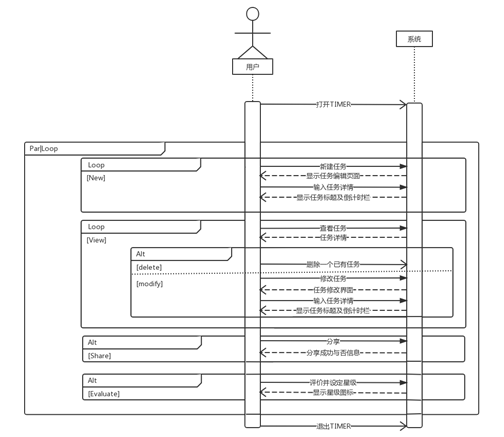 用户
系统
打开TIMER
Par|Loop
Loop
[New]
新建任务
显示任务编辑页面
输入任务详情
显示任务标题及倒计时栏
Loop
[View]
查看任务
任务详情
Alt
[delete]
删除一个已有任务
[modify]
修改任务
任务修改界面
输入任务详情
显示任务标题及倒计时栏
Alt
[Share]
分享
分享成功与否信息
Alt
[Evaluate]
评价并设定星级
显示星级图标
退出TIMER